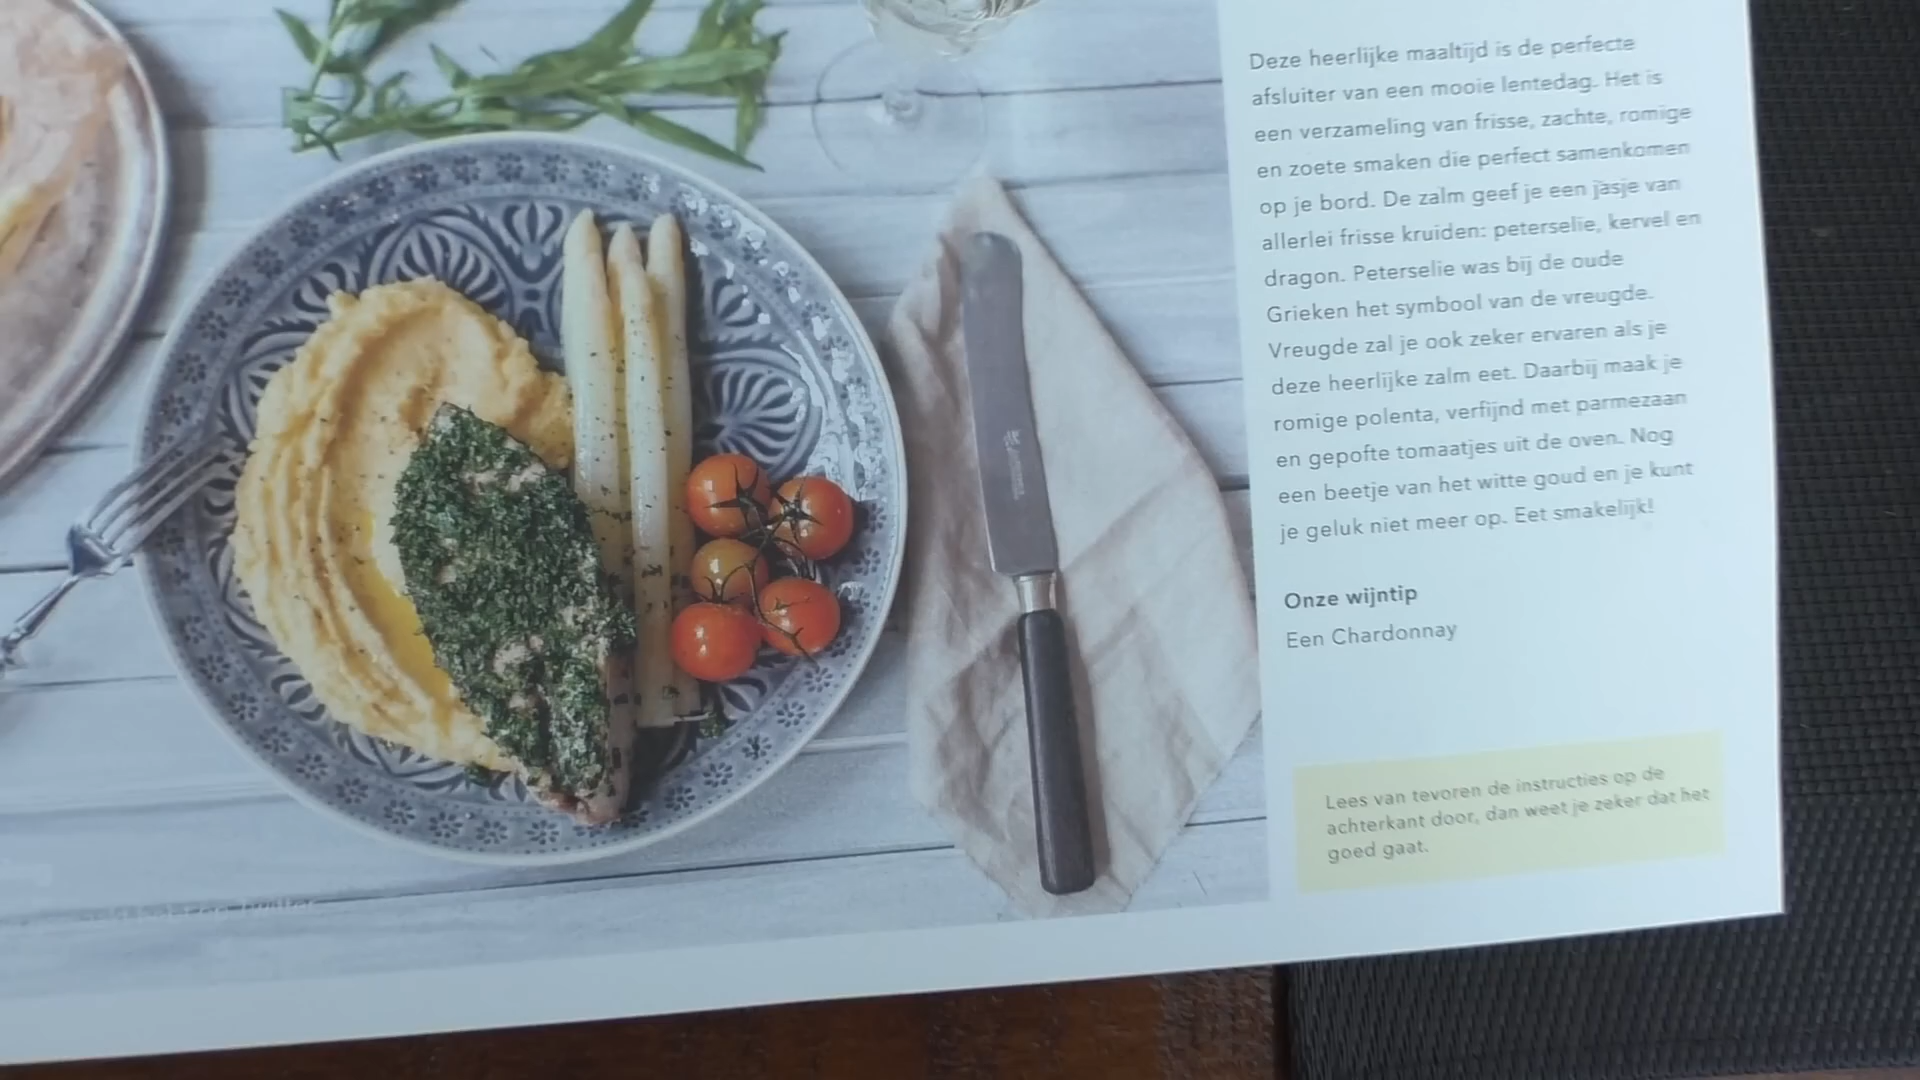 Deze heerlijke maaltijd is de perfecte
afsluiter van een mooie lentedag. Het is
een verzameling van frisse, zachte, romige
en zoete smaken die perfect samenkomen
op je bord. De zalm geef je een jasje van
allerlei frisse kruiden: peterselie, kervel en
dragon. Peterselie was bij de oude
Grieken het symbool van de vreugde.
Vreugde zal je ook zeker ervaren als je
deze heerlijke zalm eet. Daarbij maak je
romige polenta, verfijnd met parmezaan
en gepofte tomaatjes uit de oven. Nog
een beetje van het witte goud en je kunt
je geluk niet meer op. Eet smakelijk!
Onze wijntip
Een Chardonnay
Lees van tevoren de instructies op de
achterkant door, dan weet je zeker dat het
goed gaat.